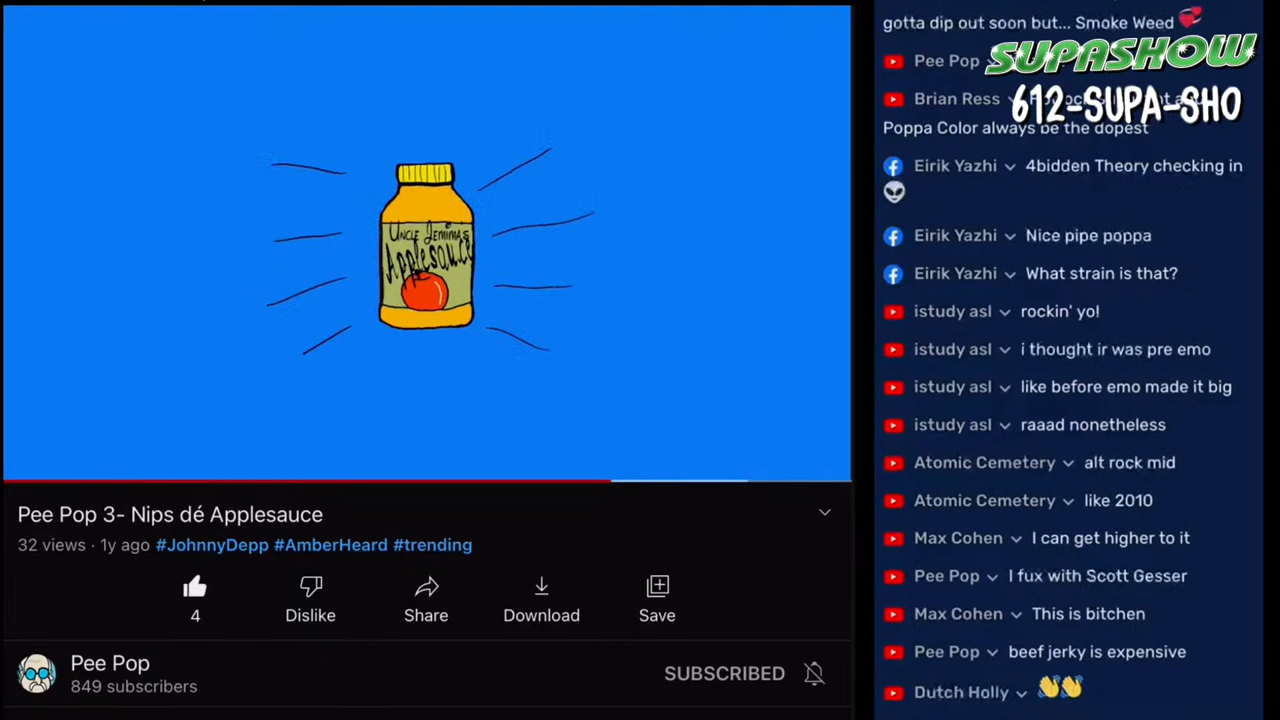 UNCLE JEMIMAS
Applesauce
Pee Pop 3- Nips dé Applesauce
32 views · 1y ago #JohnnyDepp #AmberHeard #trending
4
Dislike
Share
Download
Save
Pee Pop
849 subscribers
SUBSCRIBED
gotta dip out soon but... Smoke Weed 💞
SUPASHOW
612-SUPA-SHO
Pee Pop
Brian Ress
Poppa Color always be the dopest
Eirik Yazhi 4bidden Theory checking in
👽
Eirik Yazhi Nice pipe poppa
Eirik Yazhi What strain is that?
istudy asl rockin' yo!
istudy asl i thought ir was pre emo
istudy asl like before emo made it big
istudy asl raaad nonetheless
Atomic Cemetery alt rock mid
Atomic Cemetery like 2010
Max Cohen I can get higher to it
Pee Pop I fux with Scott Gesser
Max Cohen This is bitchen
Pee Pop beef jerky is expensive
Dutch Holly 👏👏